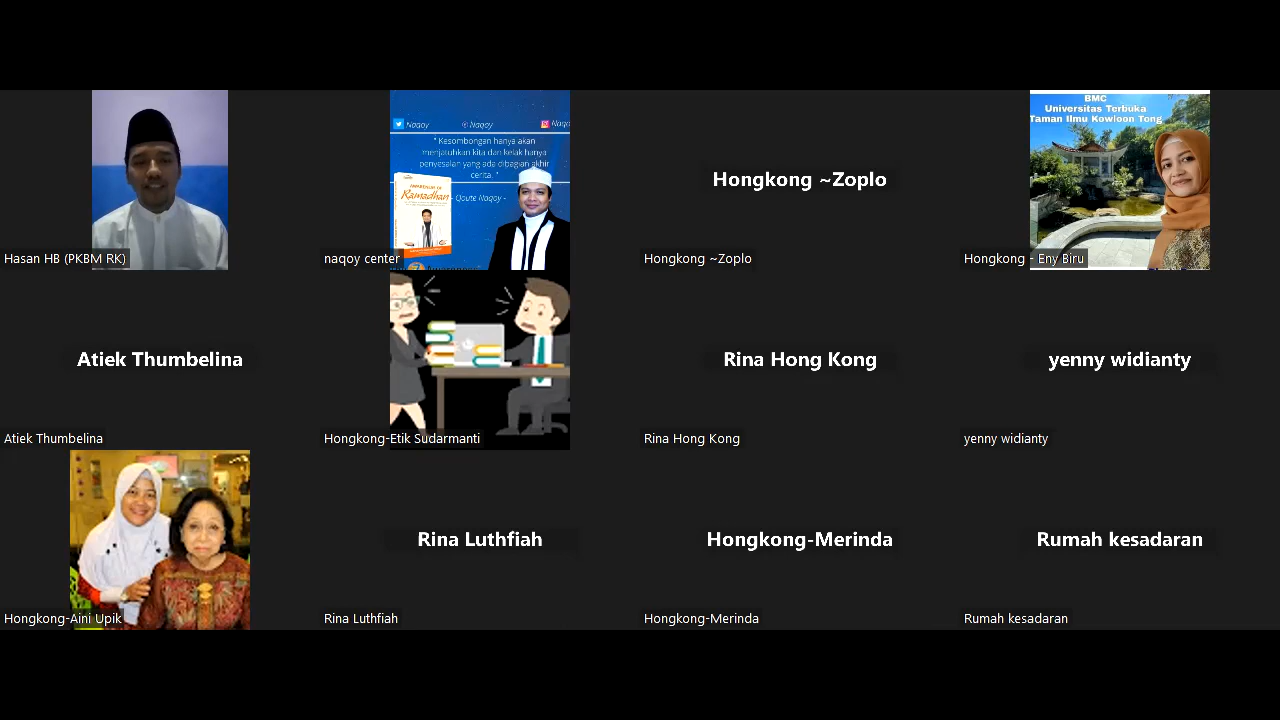 Hasan HB (PKBM RK)
Naqoy
Naqoy
Naqo
" Kesombongan hanya akan
menjatuhkan kita dan kelak hanya
penyesalan yang ada dibagian akhir
cerita. "
Ramadhan
- Qoute Naqoy -
naqoy center
Hongkong ~Zoplo
Hongkong ~Zoplo
BMC
Universitas Terbuka
Taman Ilmu Kowloon Tong
Hongkong - Eny Biru
Atiek Thumbelina
Atiek Thumbelina
Hongkong-Etik Sudarmanti
Rina Hong Kong
Rina Hong Kong
yenny widianty
yenny widianty
Hongkong-Aini Upik
Rina Luthfiah
Rina Luthfiah
Hongkong-Merinda
Hongkong-Merinda
Rumah kesadaran
Rumah kesadaran